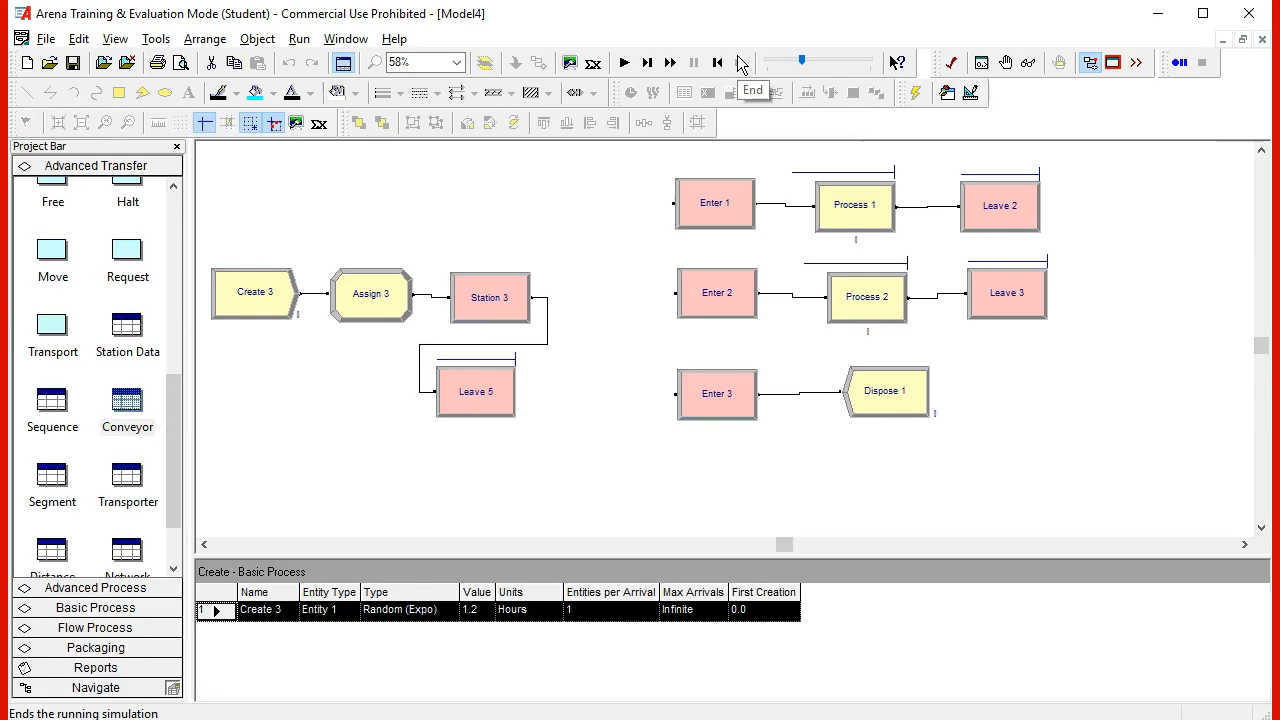 Arena Training & Evaluation Mode (Student) - Commercial Use Prohibited - [Model4]
File Edit View Tools Arrange Object Run Window Help
58%
End
Project Bar
Advanced Transfer
Free Halt
Move Request
Transport Station Data
Sequence Conveyor
Segment Transporter
Distance Network
Advanced Process
Basic Process
Flow Process
Packaging
Reports
Navigate
Enter 1 Process 1 Leave 2
Create 3 Assign 3 Station 3 Enter 2 Process 2 Leave 3
Leave 5 Enter 3 Dispose 1
Create - Basic Process
Name Entity Type Type Value Units Entities per Arrival Max Arrivals First Creation
1 Create 3 Entity 1 Random (Expo) 1.2 Hours 1 Infinite 0.0
Ends the running simulation